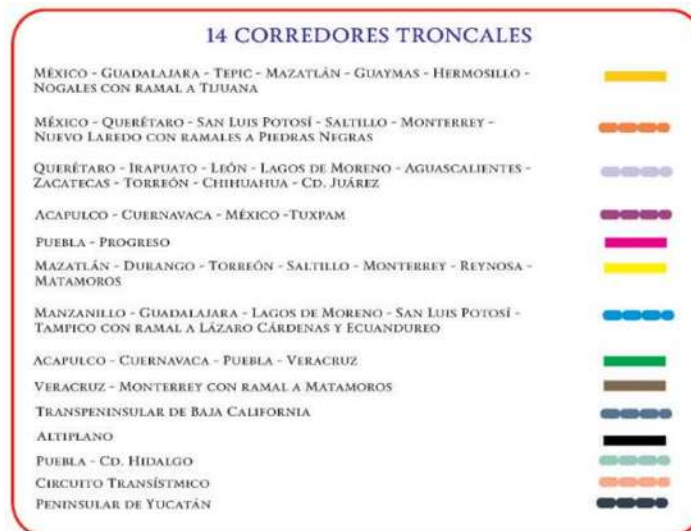 14 CORREDORES TRONCALES
MÉXICO - GUADALAJARA - TEPIC - MAZATLÁN - GUAYMAS - HERMOSILLO -
NOGALES CON RAMAL A TIJUANA
MÉXICO - QUERÉTARO - SAN LUIS POTOSÍ - SALTILLO - MONTERREY -
NUEVO LAREDO CON RAMALES A PIEDRAS NEGRAS
QUERÉTARO - IRAPUATO - LEÓN - LAGOS DE MORENO - AGUASCALIENTES -
ZACATECAS - TORREÓN - CHIHUAHUA - CD. JUÁREZ
ACAPULCO - CUERNAVACA - MÉXICO -TUXPAM
PUEBLA - PROGRESO
MAZATLÁN - DURANGO - TORREÓN - SALTILLO - MONTERREY - REYNOSA -
MATAMOROS
MANZANILLO - GUADALAJARA - LAGOS DE MORENO - SAN LUIS POTOSÍ -
TAMPICO CON RAMAL A LÁZARO CÁRDENAS Y ECUANDUREO
ACAPULCO - CUERNAVACA - PUEBLA - VERACRUZ
VERACRUZ - MONTERREY CON RAMAL A MATAMOROS
TRANSPENINSULAR DE BAJA CALIFORNIA
ALTIPLANO
PUEBLA - CD. HIDALGO
CIRCUITO TRANSÍSTMICO
PENINSULAR DE YUCATÁN